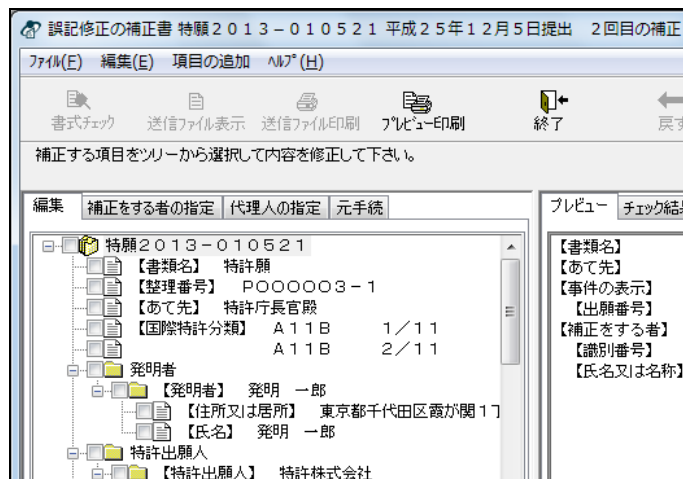 誤記修正の補正書 特願２０１３－０１０５２１ 平成２５年１２月５日提出　２回目の補正
ﾌｧｲﾙ(F)　編集(E)　項目の追加　ﾍﾙﾌﾟ(H)
書式ﾁｪｯｸ　送信ﾌｧｲﾙ表示　送信ﾌｧｲﾙ印刷　ﾌﾟﾚﾋﾞｭｰ印刷　終了　戻す
補正する項目をツリーから選択して内容を修正して下さい。
編集　補正をする者の指定　代理人の指定　元手続
特願２０１３－０１０５２１
【書類名】　特許願
【整理番号】　Ｐ０００００３－１
【あて先】　特許庁長官殿
【国際特許分類】　Ａ１１Ｂ　１／１１
Ａ１１Ｂ　２／１１
発明者
【発明者】　発明　一郎
【住所又は居所】　東京都千代田区霞が関１丁
【氏名】　発明　一郎
特許出願人
【特許出願人】　特許株式会社
プレビュー　チェック結果
【書類名】
【あて先】
【事件の表示】
【出願番号】
【補正をする者】
【識別番号】
【氏名又は名称】